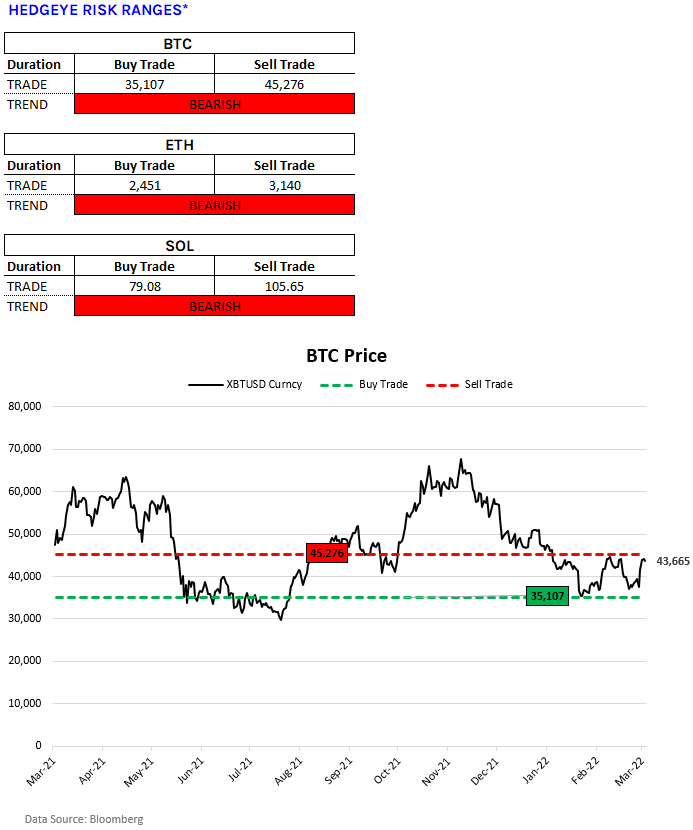 HEDGEYE RISK RANGES*
BTC
Duration Buy Trade Sell Trade
TRADE 35,107 45,276
TREND BEARISH
ETH
Duration Buy Trade Sell Trade
TRADE 2,451 3,140
TREND BEARISH
SOL
Duration Buy Trade Sell Trade
TRADE 79.08 105.65
TREND BEARISH
BTC Price
XBTUSD Curncy Buy Trade Sell Trade
80,000
70,000
60,000
50,000
45,276
43,665
40,000
35,107
30,000
20,000
10,000
0
Mar-21 Apr-21 May-21 Jun-21 Jul-21 Aug-21 Sep-21 Oct-21 Nov-21 Dec-21 Jan-22 Feb-22 Mar-22
Data Source: Bloomberg